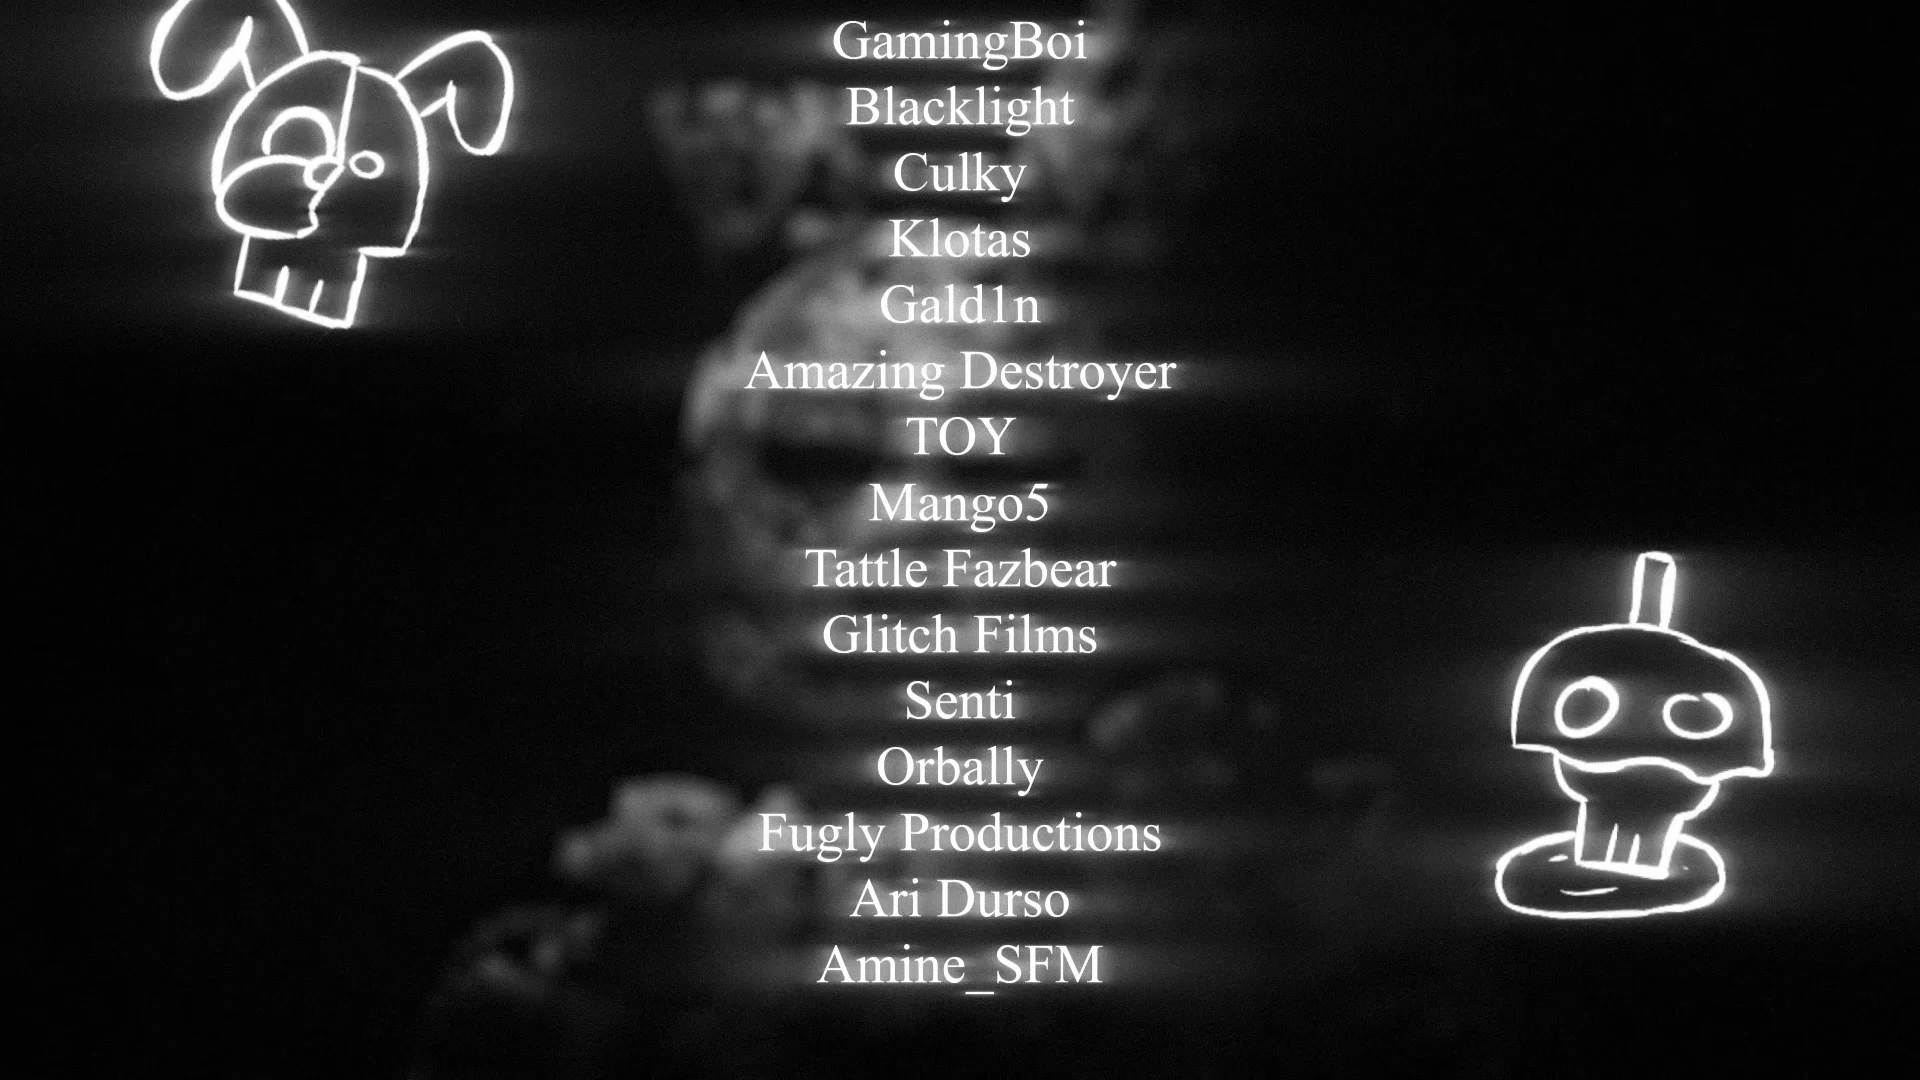 GamingBoi
Blacklight
Culky
Klotas
Gald1n
Amazing Destroyer
TOY
Mango5
Tattle Fazbear
Glitch Films
Senti
Orbally
Fugly Productions
Ari Durso
Amine_SFM